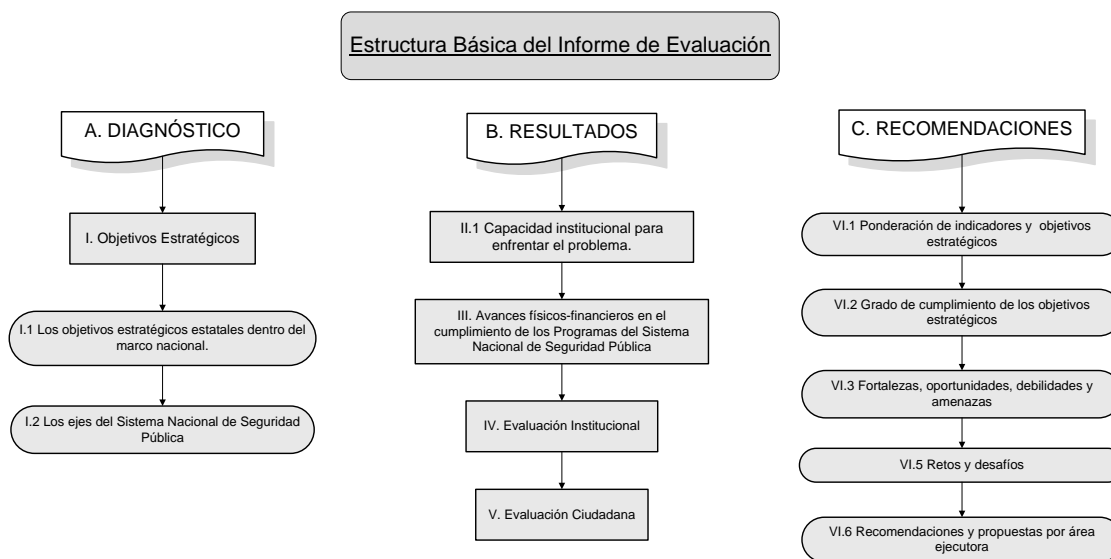 Estructura Básica del Informe de Evaluación
A. DIAGNÓSTICO
I. Objetivos Estratégicos
I.1 Los objetivos estratégicos estatales dentro del
marco nacional.
I.2 Los ejes del Sistema Nacional de Seguridad
Pública
B. RESULTADOS
II.1 Capacidad institucional para
enfrentar el problema.
III. Avances físicos-financieros en el
cumplimiento de los Programas del Sistema
Nacional de Seguridad Pública
IV. Evaluación Institucional
V. Evaluación Ciudadana
C. RECOMENDACIONES
VI.1 Ponderación de indicadores y objetivos
estratégicos
VI.2 Grado de cumplimiento de los objetivos
estratégicos
VI.3 Fortalezas, oportunidades, debilidades y
amenazas
VI.5 Retos y desafíos
VI.6 Recomendaciones y propuestas por área
ejecutora